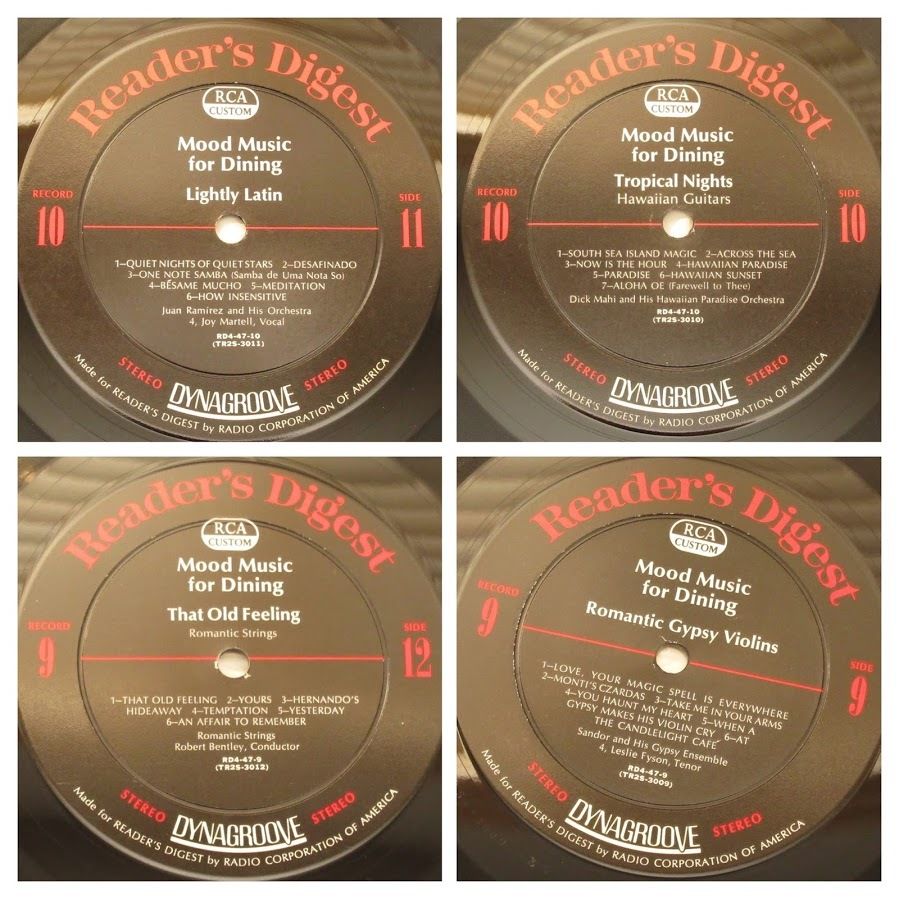 Reader's Digest
RCA
CUSTOM
Mood Music
for Dining
Lightly Latin
RECORD
10
SIDE
11
1—QUIET NIGHTS OF QUIET STARS 2—DESAFINADO
3—ONE NOTE SAMBA (Samba de Uma Nota So)
4—BÉSAME MUCHO 5—MEDITATION
6—HOW INSENSITIVE
Juan Ramirez and His Orchestra
4, Joy Martell, Vocal
RD4-47-10
(TR2S-3011)
STEREO
DYNAGROOVE
STEREO
Made for READER'S DIGEST by RADIO CORPORATION OF AMERICA
Reader's Digest
RCA
CUSTOM
Mood Music
for Dining
Tropical Nights
Hawaiian Guitars
RECORD
10
SIDE
10
1—SOUTH SEA ISLAND MAGIC 2—ACROSS THE SEA
3—NOW IS THE HOUR 4—HAWAIIAN PARADISE
5—PARADISE 6—HAWAIIAN SUNSET
7—ALOHA OE (Farewell to Thee)
Dick Mahi and His Hawaiian Paradise Orchestra
RD4-47-10
(TR2S-3010)
STEREO
DYNAGROOVE
STEREO
Made for READER'S DIGEST by RADIO CORPORATION OF AMERICA
Reader's Digest
RCA
CUSTOM
Mood Music
for Dining
That Old Feeling
Romantic Strings
RECORD
9
SIDE
12
1—THAT OLD FEELING 2—YOURS 3—HERNANDO'S
HIDEAWAY 4—TEMPTATION 5—YESTERDAY
6—AN AFFAIR TO REMEMBER
Romantic Strings
Robert Bentley, Conductor
RD4-47-9
(TR2S-3012)
STEREO
DYNAGROOVE
STEREO
Made for READER'S DIGEST by RADIO CORPORATION OF AMERICA
Reader's Digest
RCA
CUSTOM
Mood Music
for Dining
Romantic Gypsy Violins
RECORD
9
SIDE
9
1—LOVE, YOUR MAGIC SPELL IS EVERYWHERE
2—MONTI'S CZARDAS 3—TAKE ME IN YOUR ARMS
4—YOU HAUNT MY HEART 5—WHEN A
GYPSY MAKES HIS VIOLIN CRY 6—AT
THE CANDLELIGHT CAFÉ
Sandor and His Gypsy Ensemble
4, Leslie Fyson, Tenor
RD4-47-9
(TR2S-3009)
STEREO
DYNAGROOVE
STEREO
Made for READER'S DIGEST by RADIO CORPORATION OF AMERICA